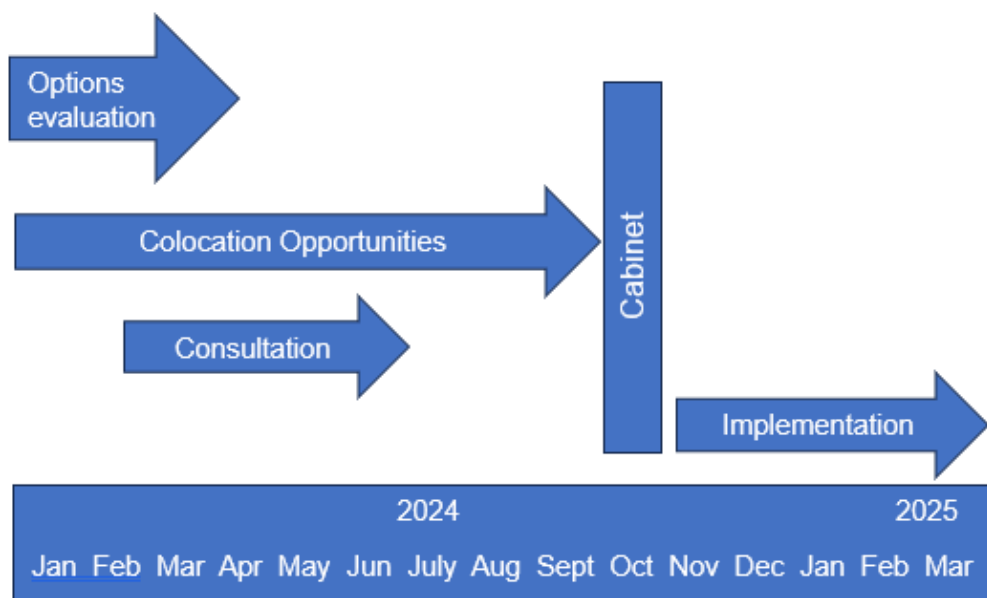 Options
evaluation
Colocation Opportunities
Cabinet
Consultation
Implementation
2024 2025
Jan Feb Mar Apr May Jun July Aug Sept Oct Nov Dec Jan Feb Mar